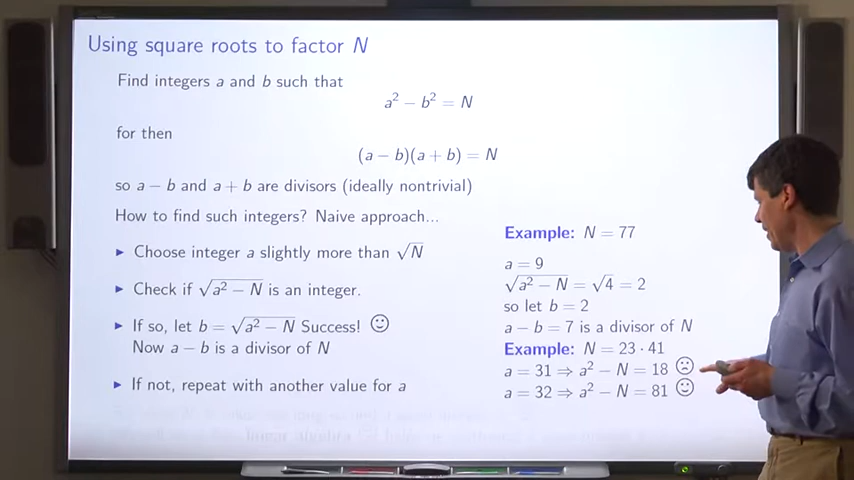 Using square roots to factor N
Find integers a and b such that
a² − b² = N
for then
(a − b)(a + b) = N
so a − b and a + b are divisors (ideally nontrivial)
How to find such integers? Naive approach...
▶ Choose integer a slightly more than √N
▶ Check if √(a² − N) is an integer.
▶ If so, let b = √(a² − N) Success! ☺
Now a − b is a divisor of N
▶ If not, repeat with another value for a
Example: N = 77
a = 9
√(a² − N) = √4 = 2
so let b = 2
a − b = 7 is a divisor of N
Example: N = 23 · 41
a = 31 ⇒ a² − N = 18 ☹
a = 32 ⇒ a² − N = 81 ☺